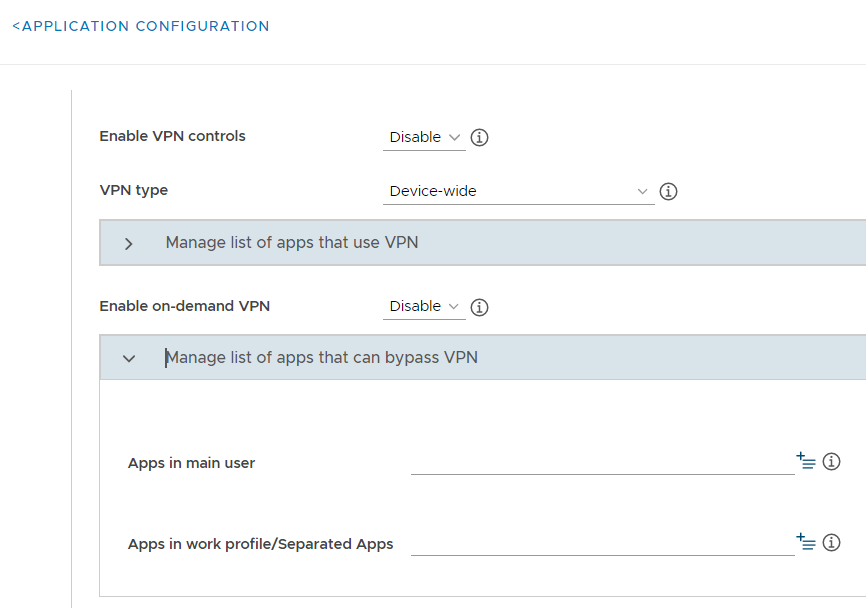 <APPLICATION CONFIGURATION
Enable VPN controls Disable
VPN type Device-wide
Manage list of apps that use VPN
Enable on-demand VPN Disable
Manage list of apps that can bypass VPN
Apps in main user
Apps in work profile/Separated Apps